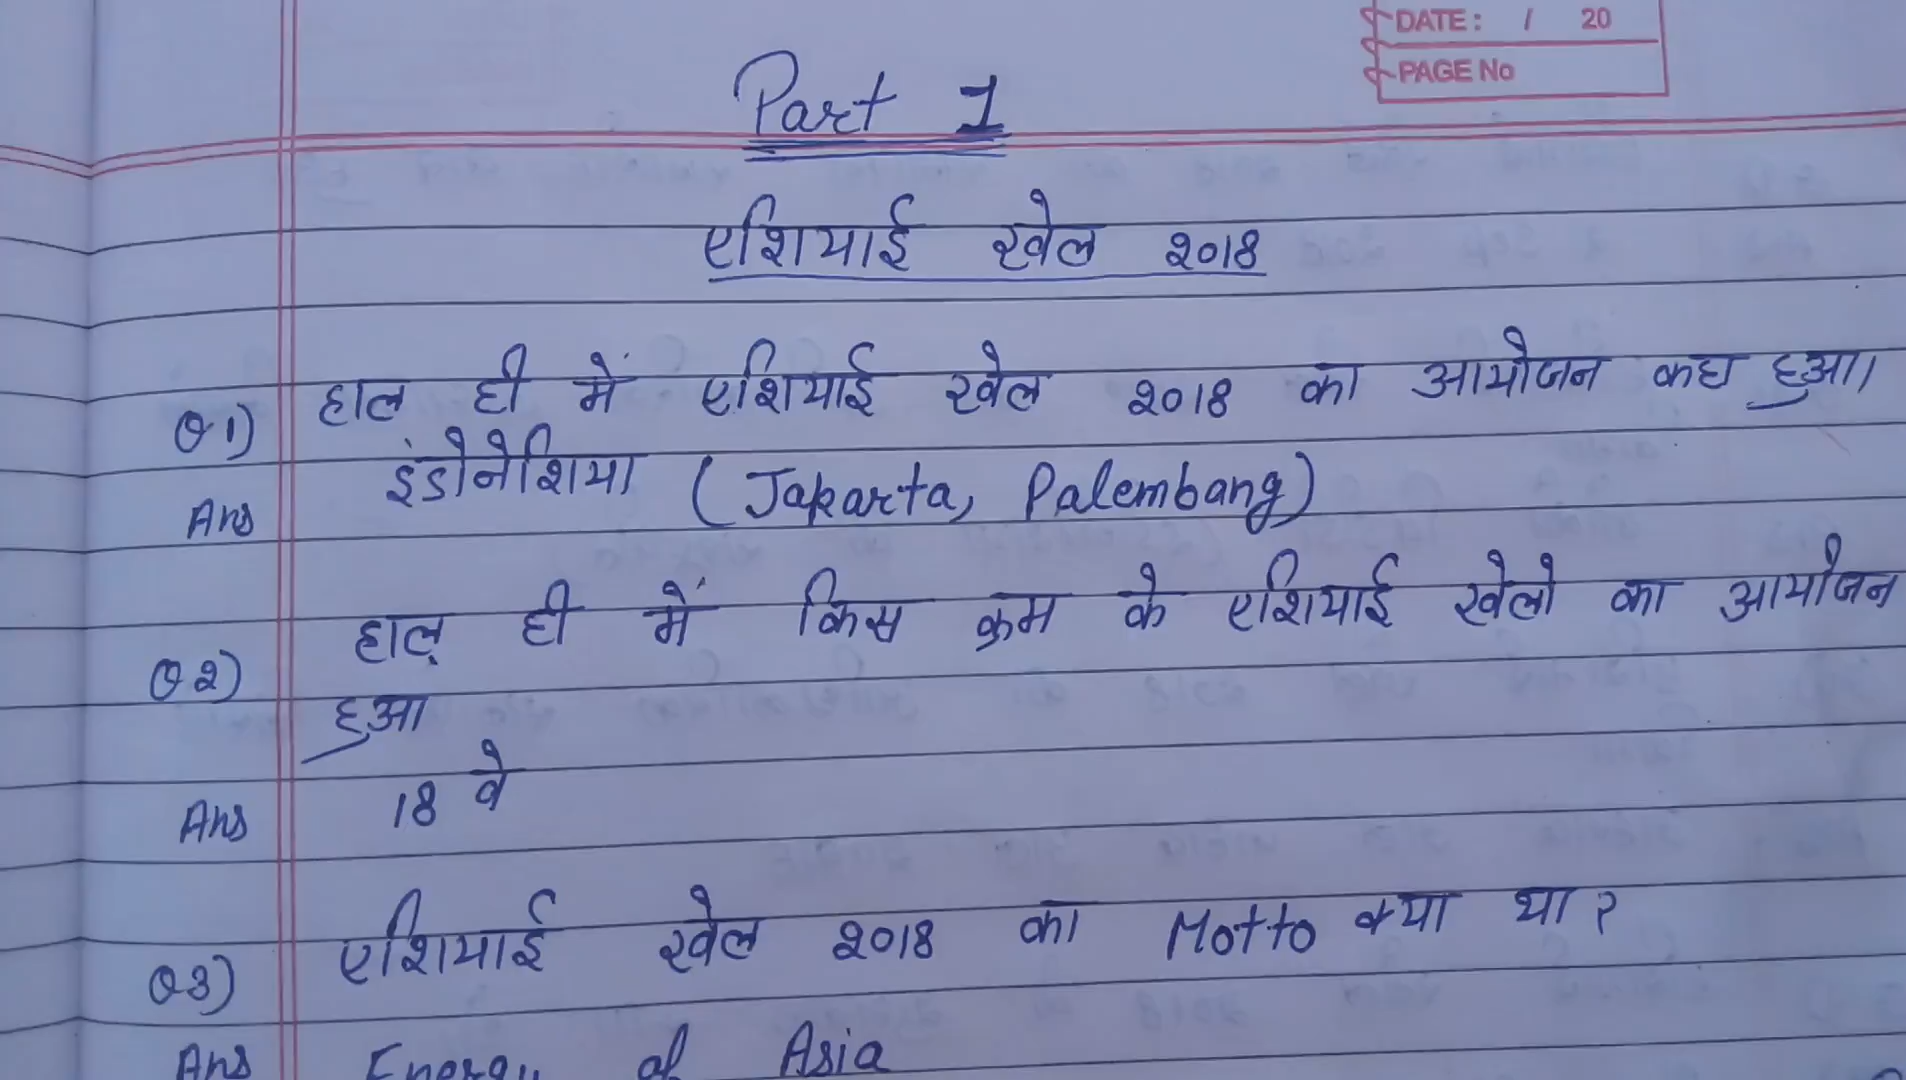 DATE: / 20
PAGE No
Part 1
एशियाई खेल 2018
Q1) हाल ही में एशियाई खेल 2018 का आयोजन कहा हुआ।
Ans इंडोनेशिया (Jakarta, Palembang)
Q2) हाल ही में किस क्रम के एशियाई खेलो का आयोजन
हुआ
Ans 18 वे
Q3) एशियाई खेल 2018 का Motto क्या था?
Ans Energy of Asia